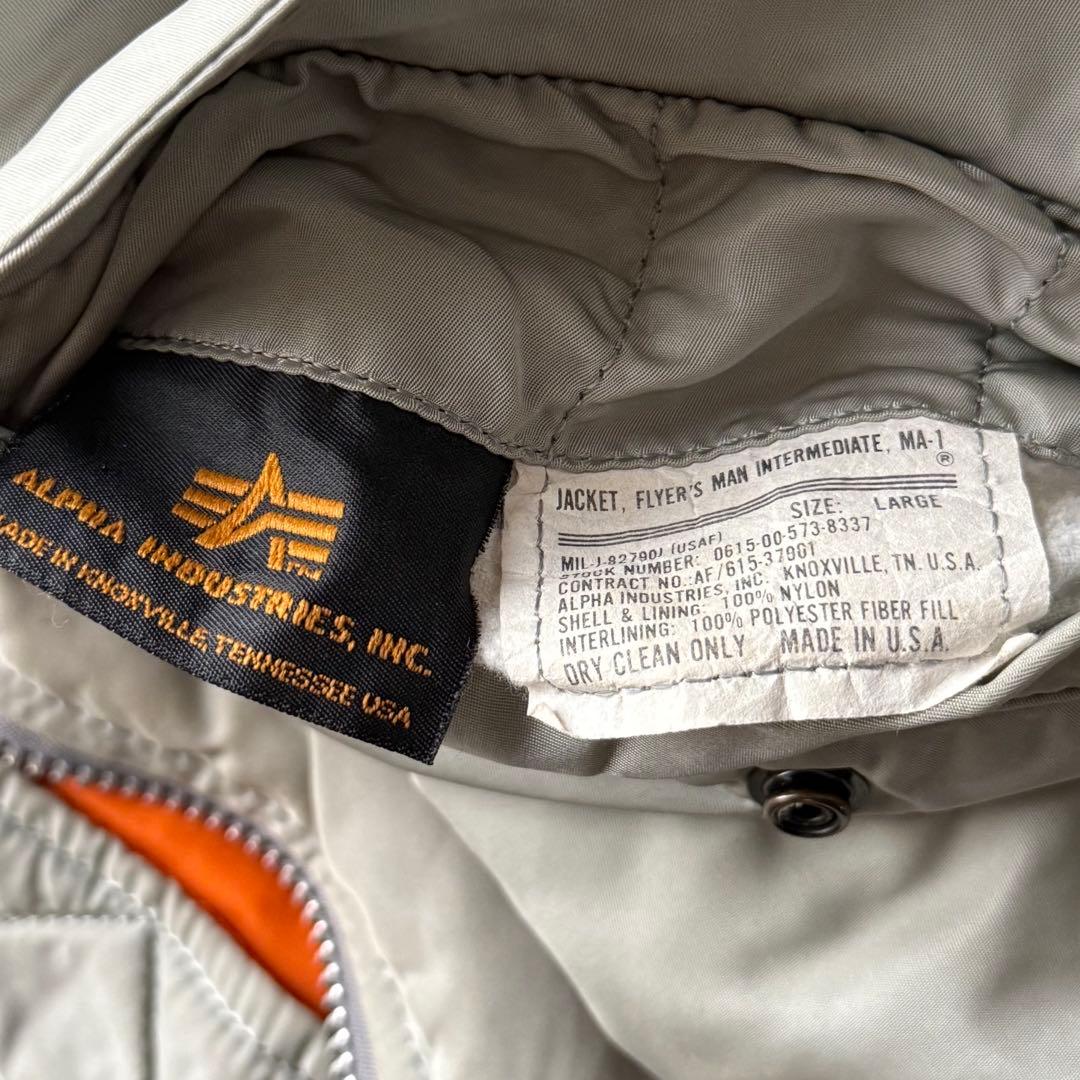 ALPHA INDUSTRIES, INC.
MADE IN KNOXVILLE, TENNESSEE USA
JACKET, FLYER'S MAN INTERMEDIATE, MA-1
®
SIZE: LARGE
MIL-J-82790J (USAF)
STOCK NUMBER: 0615-00-573-8337
CONTRACT NO.: AF/615-37901
ALPHA INDUSTRIES, INC. KNOXVILLE, TN. U.S.A.
SHELL & LINING: 100% NYLON
INTERLINING: 100% POLYESTER FIBER FILL
DRY CLEAN ONLY MADE IN U.S.A.